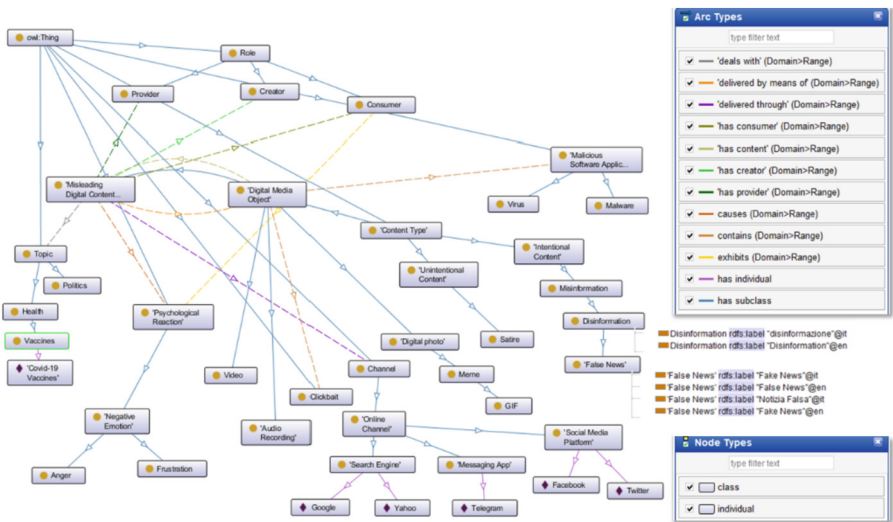 owl:Thing
Role
Provider
Creator
Consumer
'Malicious
Software Applic...
Virus
Malware
'Misleading
Digital Content...
'Digital Media
Object'
'Content Type'
'Intentional
Content'
'Unintentional
Content'
Topic
Politics
Misinformation
Health
'Psychological
Reaction'
Disinformation
Vaccines
'Digital photo'
Satire
'False News'
'Covid-19
Vaccines'
Video
Channel
Meme
Clickbait
GIF
'Negative
Emotion'
'Audio
Recording'
'Online
Channel'
'Social Media
Platform'
Anger
Frustration
'Search Engine'
'Messaging App'
Google
Yahoo
Telegram
Facebook
Twitter
Arc Types
type filter text
'deals with' (Domain>Range)
'delivered by means of' (Domain>Range)
'delivered through' (Domain>Range)
'has consumer' (Domain>Range)
'has content' (Domain>Range)
'has creator' (Domain>Range)
'has provider' (Domain>Range)
causes (Domain>Range)
contains (Domain>Range)
exhibits (Domain>Range)
has individual
has subclass
Disinformation rdfs:label "disinformazione"@it
Disinformation rdfs:label "Disinformation"@en
'False News' rdfs:label "Fake News"@it
'False News' rdfs:label "False News"@en
'False News' rdfs:label "Notizia Falsa"@it
'False News' rdfs:label "Fake News"@en
Node Types
type filter text
class
individual